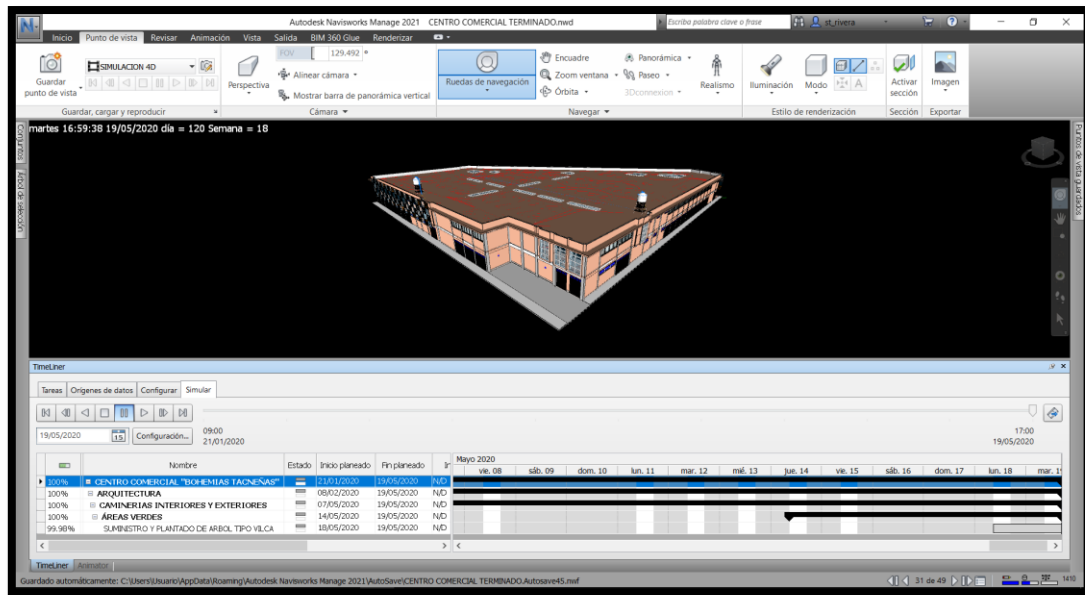 Autodesk Navisworks Manage 2021 CENTRO COMERCIAL TERMINADO.nwd
Escriba palabra clave o frase
st_rivera
Inicio Punto de vista Revisar Animación Vista Salida BIM 360 Glue Renderizar
Guardar punto de vista
SIMULACION 4D
Perspectiva
FOV 129.492 °
Alinear cámara
Mostrar barra de panorámica vertical
Ruedas de navegación
Encuadre
Zoom ventana
Órbita
Panorámica
Paseo
3Dconnexion
Realismo
Iluminación
Modo
Activar sección
Imagen
Guardar, cargar y reproducir Cámara Navegar Estilo de renderización Sección Exportar
martes 16:59:38 19/05/2020 día = 120 Semana = 18
Conjuntos
Árbol de selección
Puntos de vista guardados
TimeLiner
Tareas Orígenes de datos Configurar Simular
19/05/2020 15 Configuración...
09:00
21/01/2020
17:00
19/05/2020
Nombre Estado Inicio planeado Fin planeado
Mayo 2020
vie. 08 sáb. 09 dom. 10 lun. 11 mar. 12 mié. 13 jue. 14 vie. 15 sáb. 16 dom. 17 lun. 18 mar. 1
100% CENTRO COMERCIAL "BOHEMIAS TACNEÑAS" 21/01/2020 19/05/2020 N/D
100% ARQUITECTURA 08/02/2020 19/05/2020 N/D
100% CAMINERIAS INTERIORES Y EXTERIORES 07/05/2020 19/05/2020 N/D
100% ÁREAS VERDES 14/05/2020 19/05/2020 N/D
99.98% SUMINISTRO Y PLANTADO DE ARBOL TIPO VILCA 18/05/2020 19/05/2020 N/D
TimeLiner Animator
Guardado automáticamente: C:\Users\Usuario\AppData\Roaming\Autodesk Navisworks Manage 2021\AutoSave\CENTRO COMERCIAL TERMINADO.Autosave45.nwf
31 de 49
1410